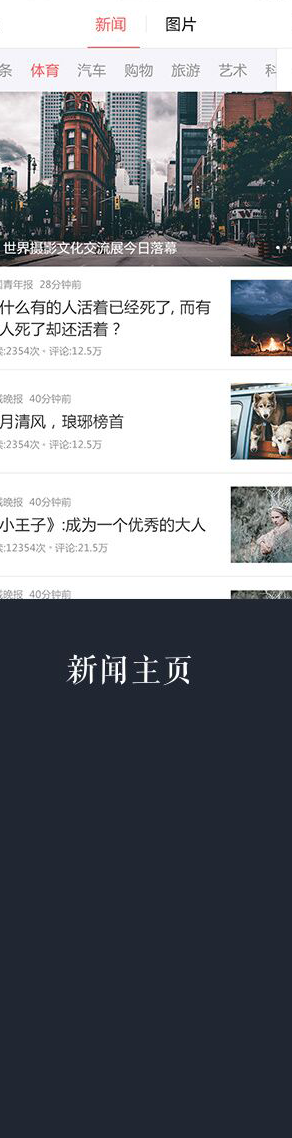 新闻 图片
条 体育 汽车 购物 旅游 艺术 科
世界摄影文化交流展今日落幕
青年报 28分钟前
什么有的人活着已经死了, 而有
人死了却还活着？
:2354次・评论:12.5万
晚报 40分钟前
月清风，琅琊榜首
:2354次・评论:12.5万
晚报 40分钟前
小王子》:成为一个优秀的大人
:12354次・评论:21.5万
晚报 40分钟前
新闻主页